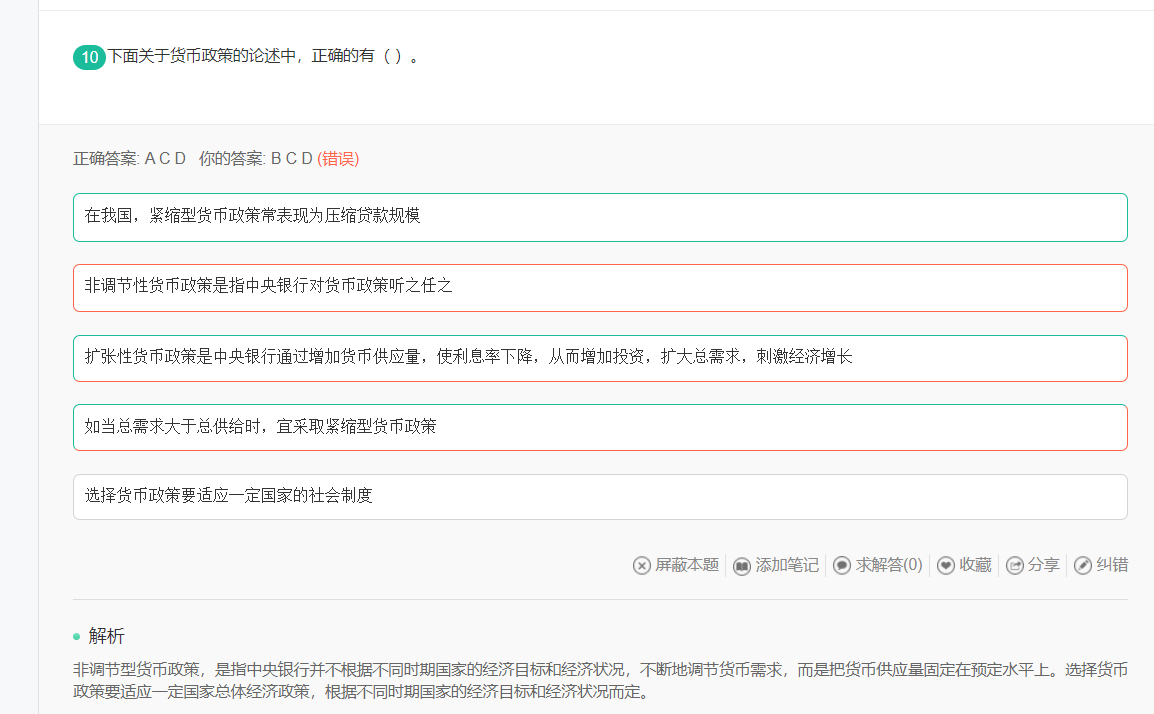 10 下面关于货币政策的论述中，正确的有（ ）。
正确答案: A C D 你的答案: B C D (错误)
在我国，紧缩型货币政策常表现为压缩贷款规模
非调节性货币政策是指中央银行对货币政策听之任之
扩张性货币政策是中央银行通过增加货币供应量，使利息率下降，从而增加投资，扩大总需求，刺激经济增长
如当总需求大于总供给时，宜采取紧缩型货币政策
选择货币政策要适应一定国家的社会制度
屏蔽本题 添加笔记 求解答(0) 收藏 分享 纠错
解析
非调节型货币政策，是指中央银行并不根据不同时期国家的经济目标和经济状况，不断地调节货币需求，而是把货币供应量固定在预定水平上。选择货币
政策要适应一定国家总体经济政策，根据不同时期国家的经济目标和经济状况而定。